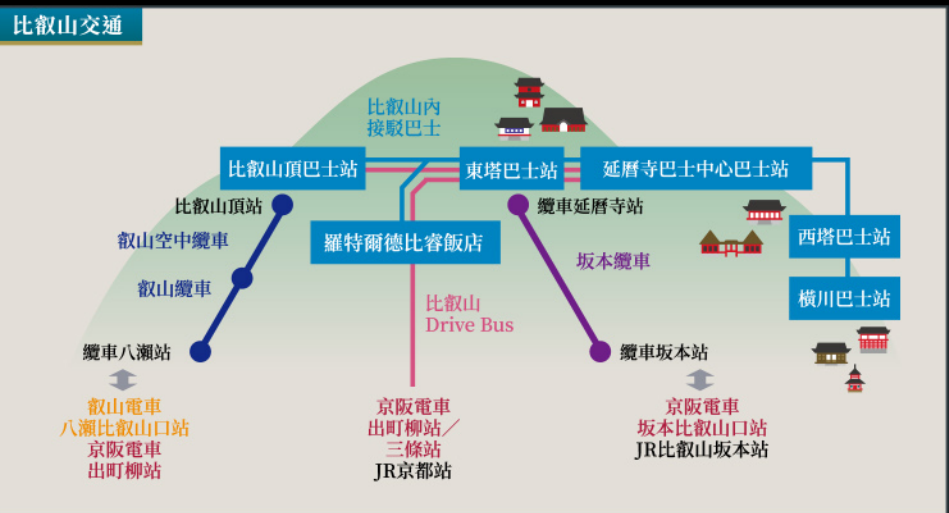 比叡山交通
比叡山內
接駁巴士
比叡山頂巴士站
東塔巴士站
延曆寺巴士中心巴士站
比叡山頂站
纜車延曆寺站
叡山空中纜車
羅特爾德比睿飯店
西塔巴士站
坂本纜車
叡山纜車
橫川巴士站
比叡山
Drive Bus
纜車八瀨站
纜車坂本站
叡山電車
八瀨比叡山口站
京阪電車
出町柳站
京阪電車
出町柳站／
三條站
JR京都站
京阪電車
坂本比叡山口站
JR比叡山坂本站